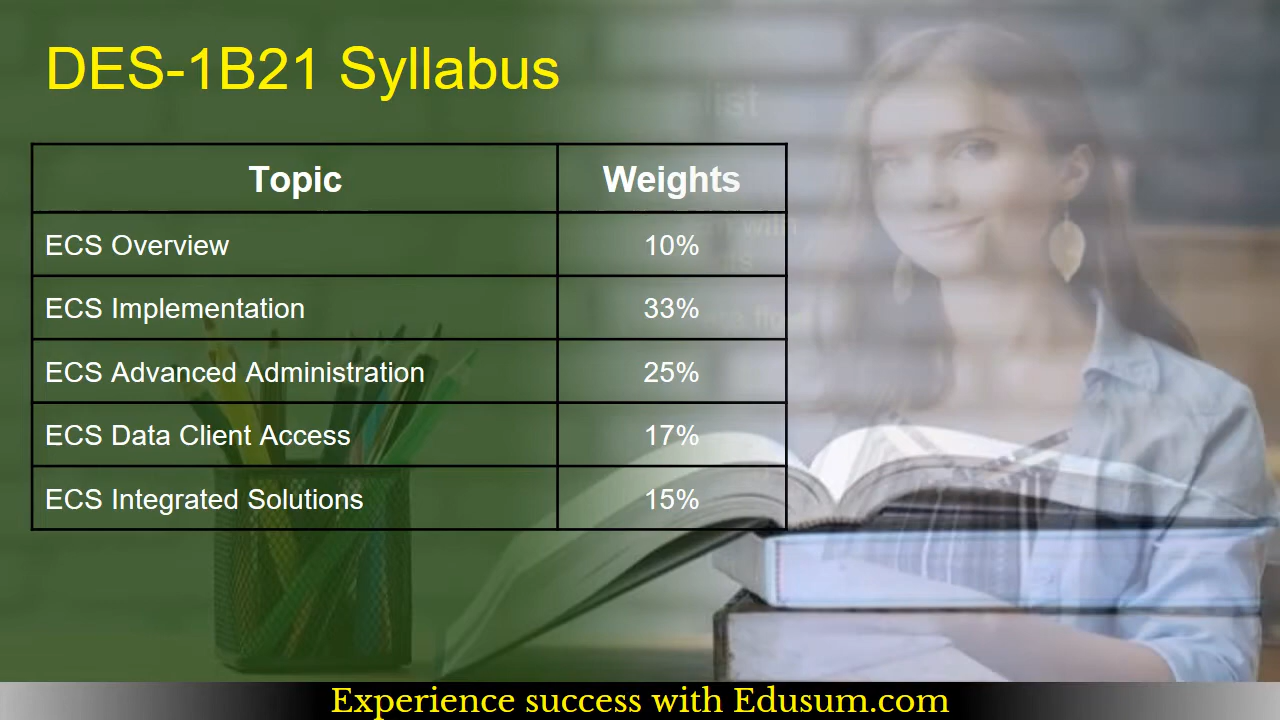 DES-1B21 Syllabus
Topic Weights
ECS Overview 10%
ECS Implementation 33%
ECS Advanced Administration 25%
ECS Data Client Access 17%
ECS Integrated Solutions 15%
Experience success with Edusum.com